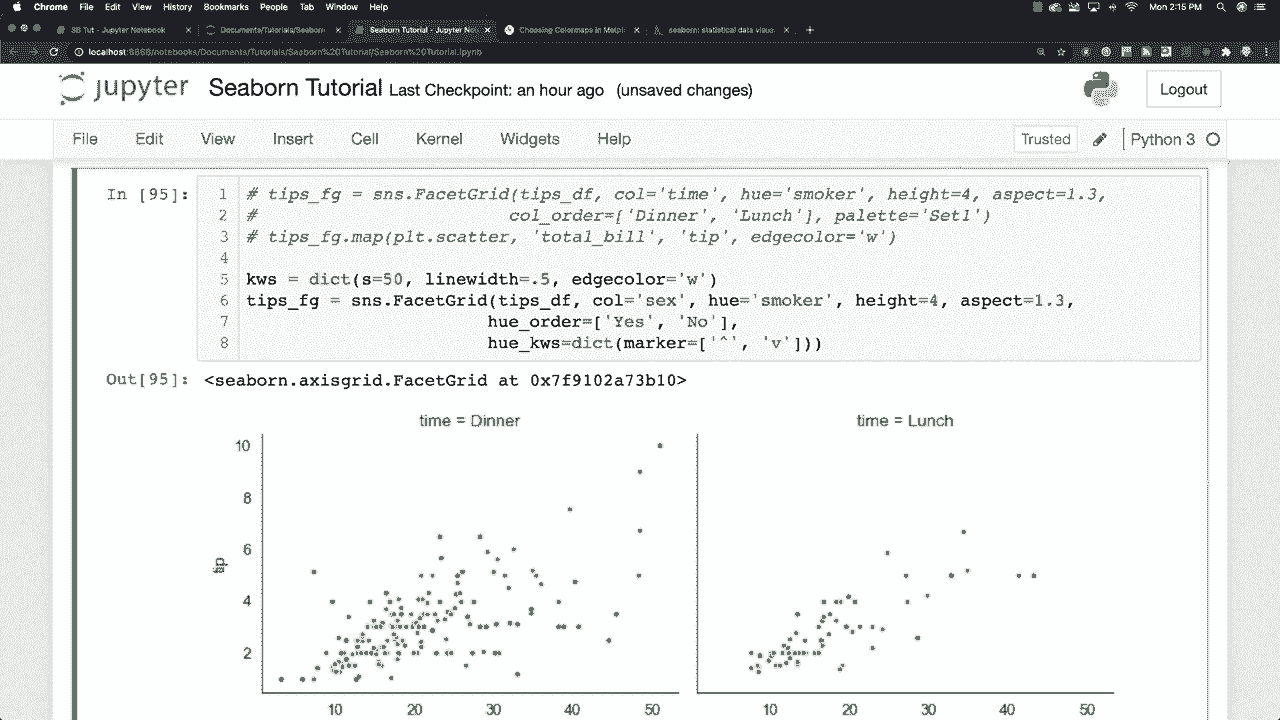 Chrome File Edit View History Bookmarks People Tab Window Help
Mon 2:15 PM
SB Tut - Jupyter Notebook
Documents/Tutorials/Seaborn
Seaborn Tutorial - Jupyter Not
Choosing Colormaps in Matpl
seaborn: statistical data visua
localhost:8888/notebooks/Documents/Tutorials/Seaborn%20Tutorial/Seaborn%20Tutorial.ipynb
jupyter Seaborn Tutorial Last Checkpoint: an hour ago (unsaved changes)
Logout
File Edit View Insert Cell Kernel Widgets Help
Trusted
Python 3
In [95]:
1 # tips_fg = sns.FacetGrid(tips_df, col='time', hue='smoker', height=4, aspect=1.3,
2 # col_order=['Dinner', 'Lunch'], palette='Set1')
3 # tips_fg.map(plt.scatter, 'total_bill', 'tip', edgecolor='w')
4
5 kws = dict(s=50, linewidth=.5, edgecolor='w')
6 tips_fg = sns.FacetGrid(tips_df, col='sex', hue='smoker', height=4, aspect=1.3,
7 hue_order=['Yes', 'No'],
8 hue_kws=dict(marker=['^', 'v']))
Out[95]: <seaborn.axisgrid.FacetGrid at 0x7f9102a73b10>
time = Dinner
time = Lunch
10
8
6
4
2
tip
10 20 30 40 50
10 20 30 40 50